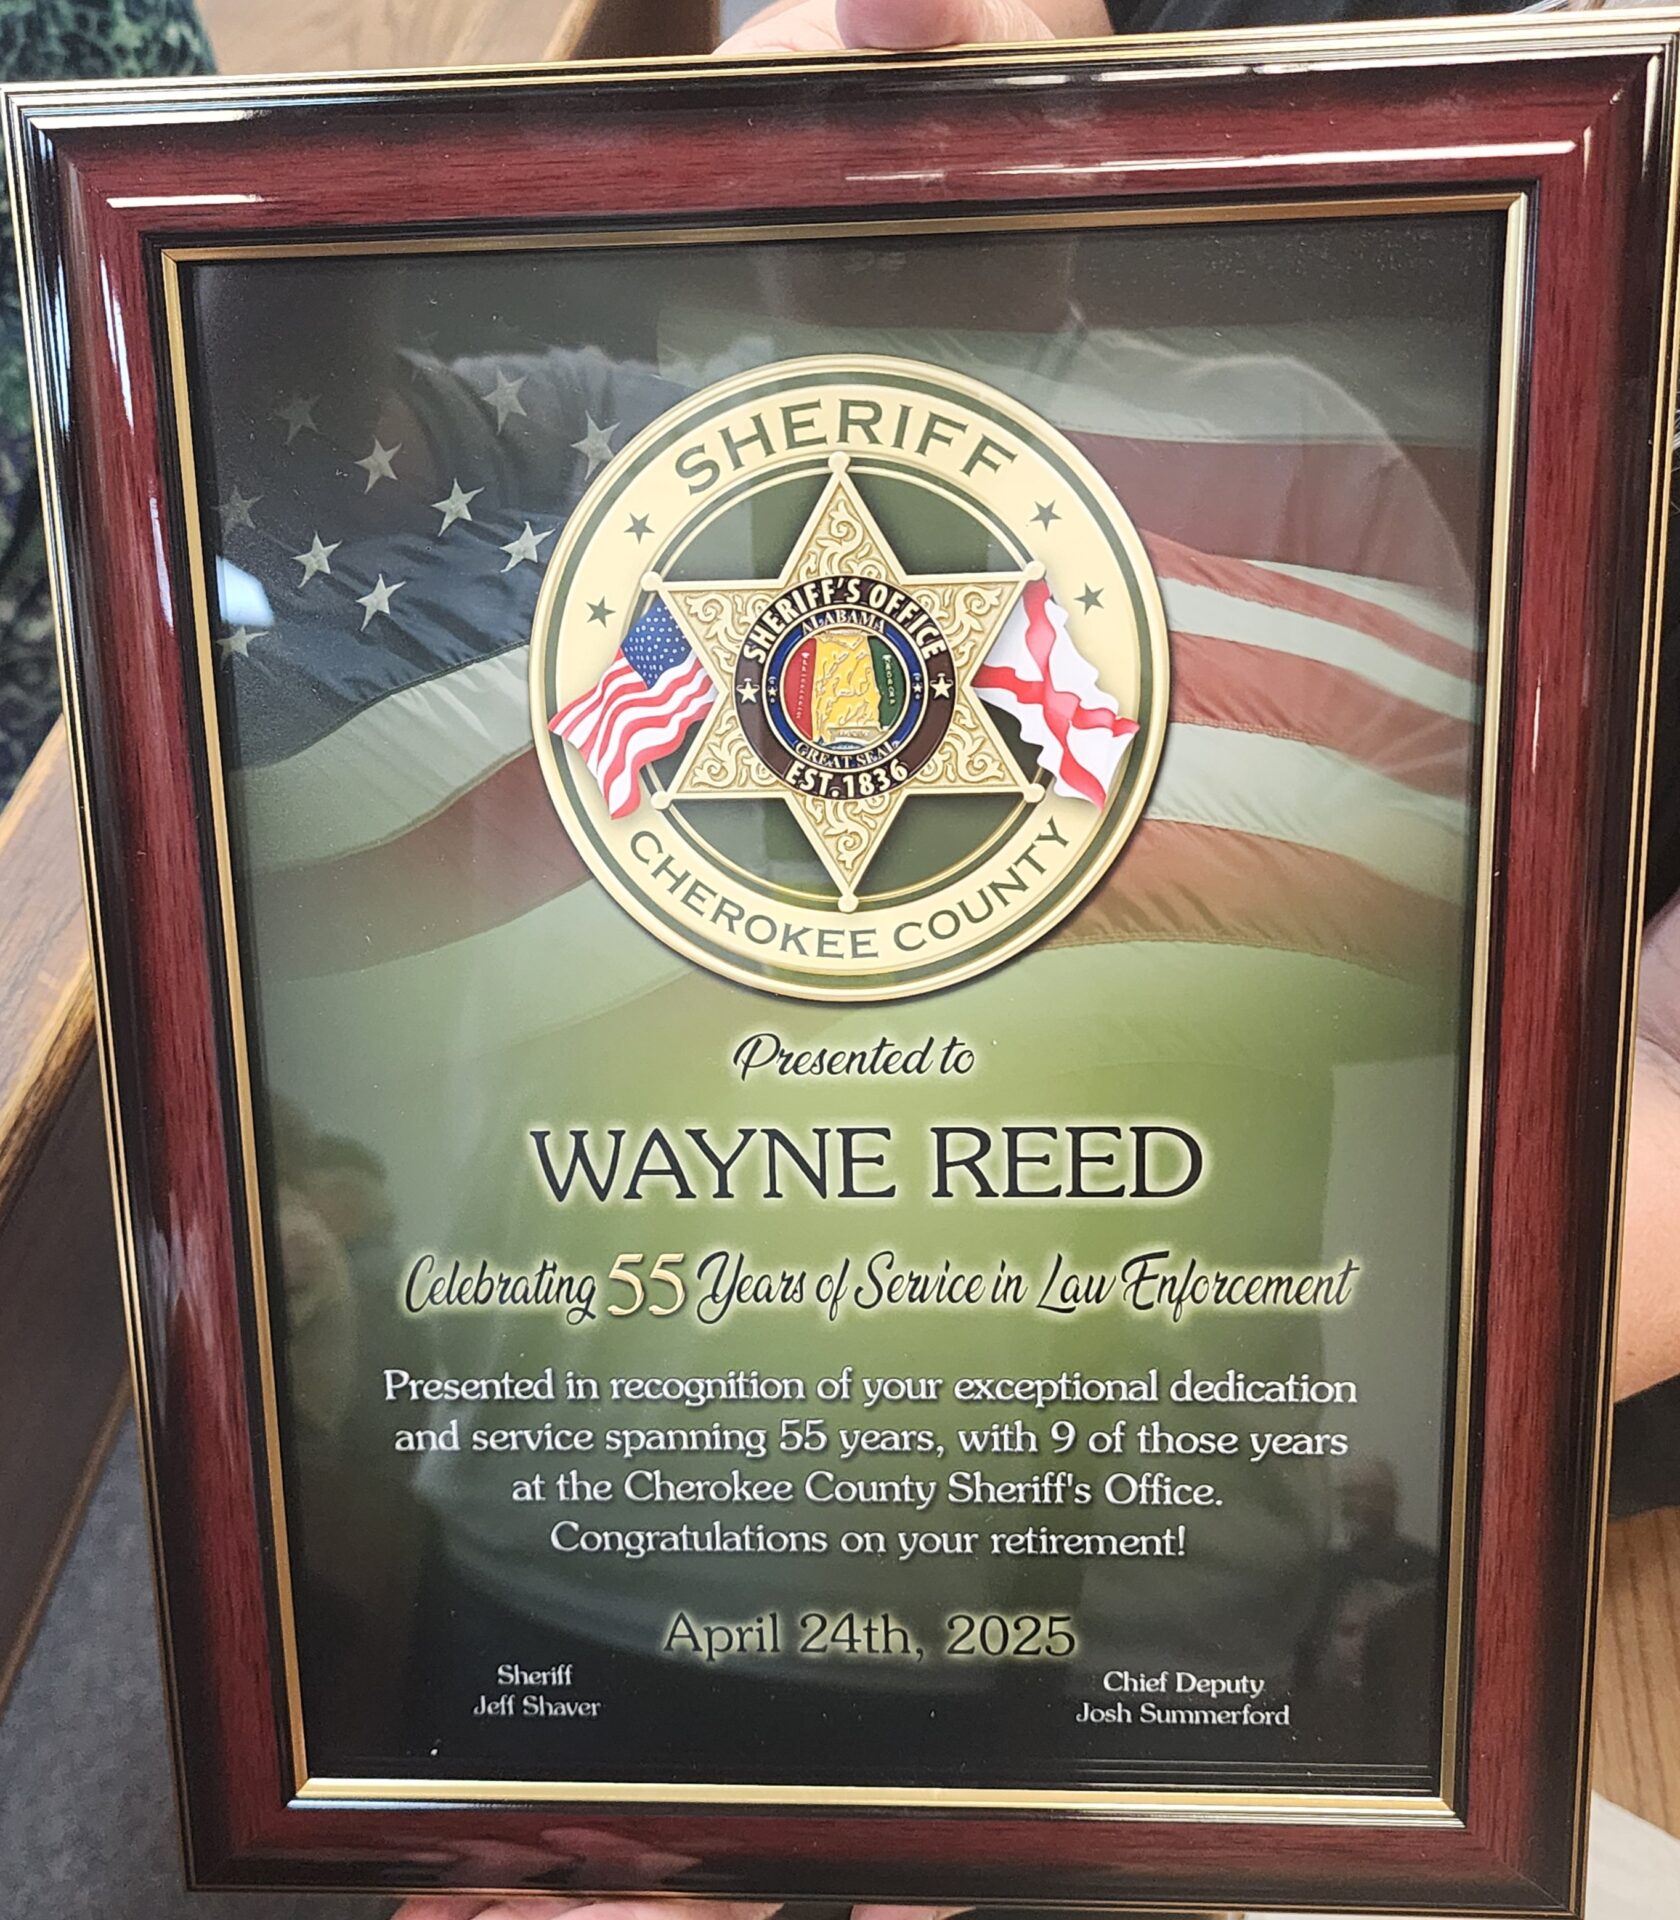 SHERIFF
SHERIFF'S OFFICE
ALABAMA
GREAT SEAL
EST. 1836
CHEROKEE COUNTY
Presented to
WAYNE REED
Celebrating 55 Years of Service in Law Enforcement
Presented in recognition of your exceptional dedication
and service spanning 55 years, with 9 of those years
at the Cherokee County Sheriff's Office.
Congratulations on your retirement!
April 24th, 2025
Sheriff
Jeff Shaver
Chief Deputy
Josh Summerford